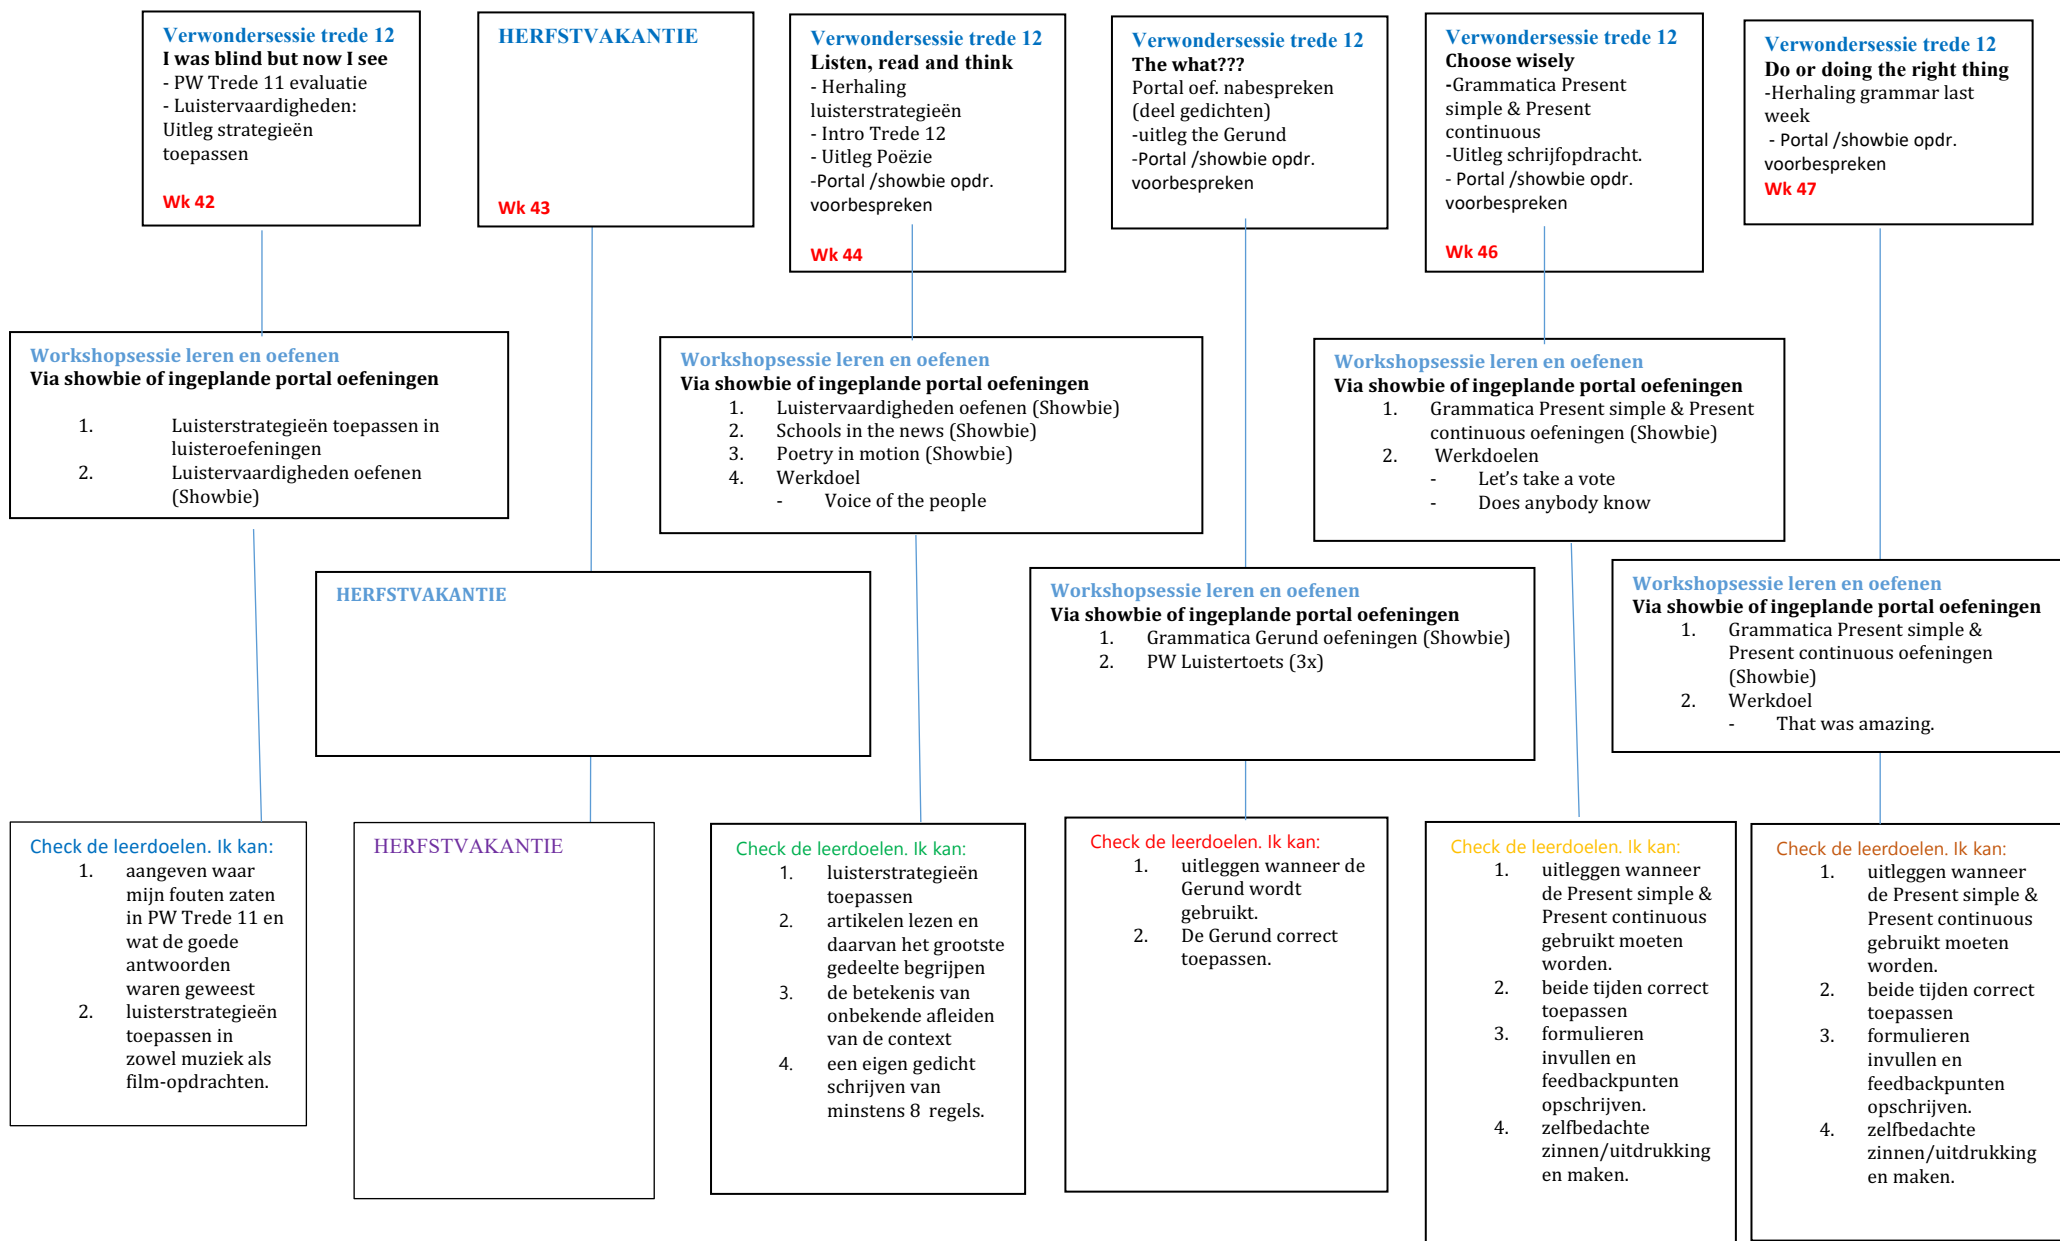 Verwondersessie trede 12
I was blind but now I see
- PW Trede 11 evaluatie
- Luistervaardigheden:
Uitleg strategieën
toepassen
Wk 42
HERFSTVAKANTIE
Wk 43
Verwondersessie trede 12
Listen, read and think
- Herhaling
luisterstrategieën
- Intro Trede 12
- Uitleg Poëzie
-Portal /showbie opdr.
voorbespreken
Wk 44
Verwondersessie trede 12
The what???
Portal oef. nabespreken
(deel gedichten)
-uitleg the Gerund
-Portal /showbie opdr.
voorbespreken
Verwondersessie trede 12
Choose wisely
-Grammatica Present
simple & Present
continuous
-Uitleg schrijfopdracht.
- Portal /showbie opdr.
voorbespreken
Wk 46
Verwondersessie trede 12
Do or doing the right thing
-Herhaling grammar last
week
- Portal /showbie opdr.
voorbespreken
Wk 47
Workshopsessie leren en oefenen
Via showbie of ingeplande portal oefeningen
1. Luisterstrategieën toepassen in
luisteroefeningen
2. Luistervaardigheden oefenen
(Showbie)
HERFSTVAKANTIE
Workshopsessie leren en oefenen
Via showbie of ingeplande portal oefeningen
1. Luistervaardigheden oefenen (Showbie)
2. Schools in the news (Showbie)
3. Poetry in motion (Showbie)
4. Werkdoel
- Voice of the people
Workshopsessie leren en oefenen
Via showbie of ingeplande portal oefeningen
1. Grammatica Gerund oefeningen (Showbie)
2. PW Luistertoets (3x)
Workshopsessie leren en oefenen
Via showbie of ingeplande portal oefeningen
1. Grammatica Present simple & Present
continuous oefeningen (Showbie)
2. Werkdoelen
- Let's take a vote
- Does anybody know
Workshopsessie leren en oefenen
Via showbie of ingeplande portal oefeningen
1. Grammatica Present simple &
Present continuous oefeningen
(Showbie)
2. Werkdoel
- That was amazing.
Check de leerdoelen. Ik kan:
1. aangeven waar
mijn fouten zaten
in PW Trede 11 en
wat de goede
antwoorden
waren geweest
2. luisterstrategieën
toepassen in
zowel muziek als
film-opdrachten.
HERFSTVAKANTIE
Check de leerdoelen. Ik kan:
1. luisterstrategieën
toepassen
2. artikelen lezen en
daarvan het grootste
gedeelte begrijpen
3. de betekenis van
onbekende afleiden
van de context
4. een eigen gedicht
schrijven van
minstens 8 regels.
Check de leerdoelen. Ik kan:
1. uitleggen wanneer de
Gerund wordt
gebruikt.
2. De Gerund correct
toepassen.
Check de leerdoelen. Ik kan:
1. uitleggen wanneer
de Present simple &
Present continuous
gebruikt moeten
worden.
2. beide tijden correct
toepassen
3. formulieren
invullen en
feedbackpunten
opschrijven.
4. zelfbedachte
zinnen/uitdrukking
en maken.
Check de leerdoelen. Ik kan:
1. uitleggen wanneer
de Present simple &
Present continuous
gebruikt moeten
worden.
2. beide tijden correct
toepassen
3. formulieren
invullen en
feedbackpunten
opschrijven.
4. zelfbedachte
zinnen/uitdrukking
en maken.